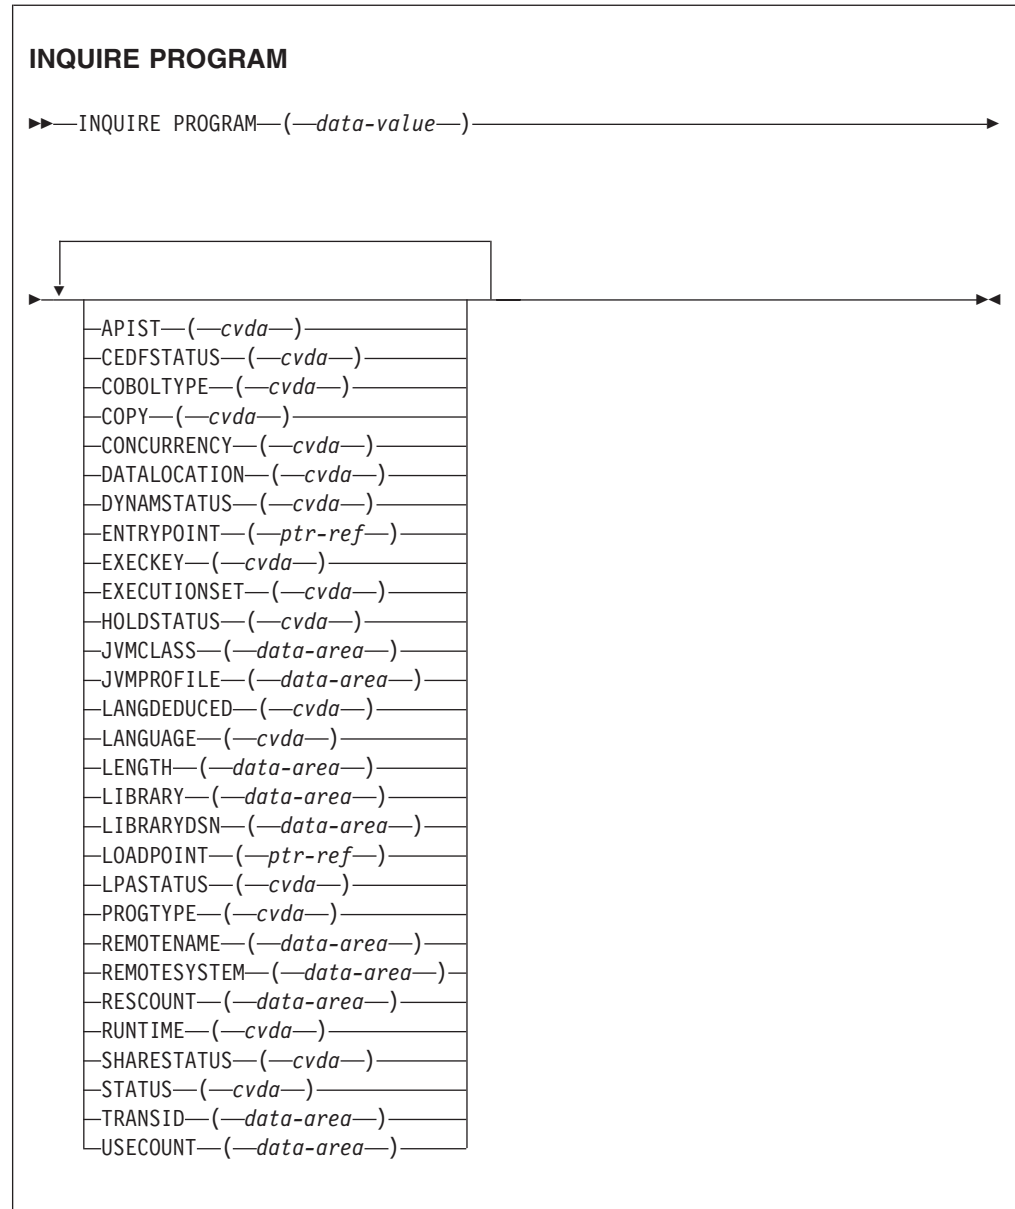 INQUIRE PROGRAM
INQUIRE PROGRAM ( data-value )
APIST ( cvda )
CEDFSTATUS ( cvda )
COBOLTYPE ( cvda )
COPY ( cvda )
CONCURRENCY ( cvda )
DATALOCATION ( cvda )
DYNAMSTATUS ( cvda )
ENTRYPOINT ( ptr-ref )
EXECKEY ( cvda )
EXECUTIONSET ( cvda )
HOLDSTATUS ( cvda )
JVMCLASS ( data-area )
JVMPROFILE ( data-area )
LANGDEDUCED ( cvda )
LANGUAGE ( cvda )
LENGTH ( data-area )
LIBRARY ( data-area )
LIBRARYDSN ( data-area )
LOADPOINT ( ptr-ref )
LPASTATUS ( cvda )
PROGTYPE ( cvda )
REMOTENAME ( data-area )
REMOTESYSTEM ( data-area )
RESCOUNT ( data-area )
RUNTIME ( cvda )
SHARESTATUS ( cvda )
STATUS ( cvda )
TRANSID ( data-area )
USECOUNT ( data-area )